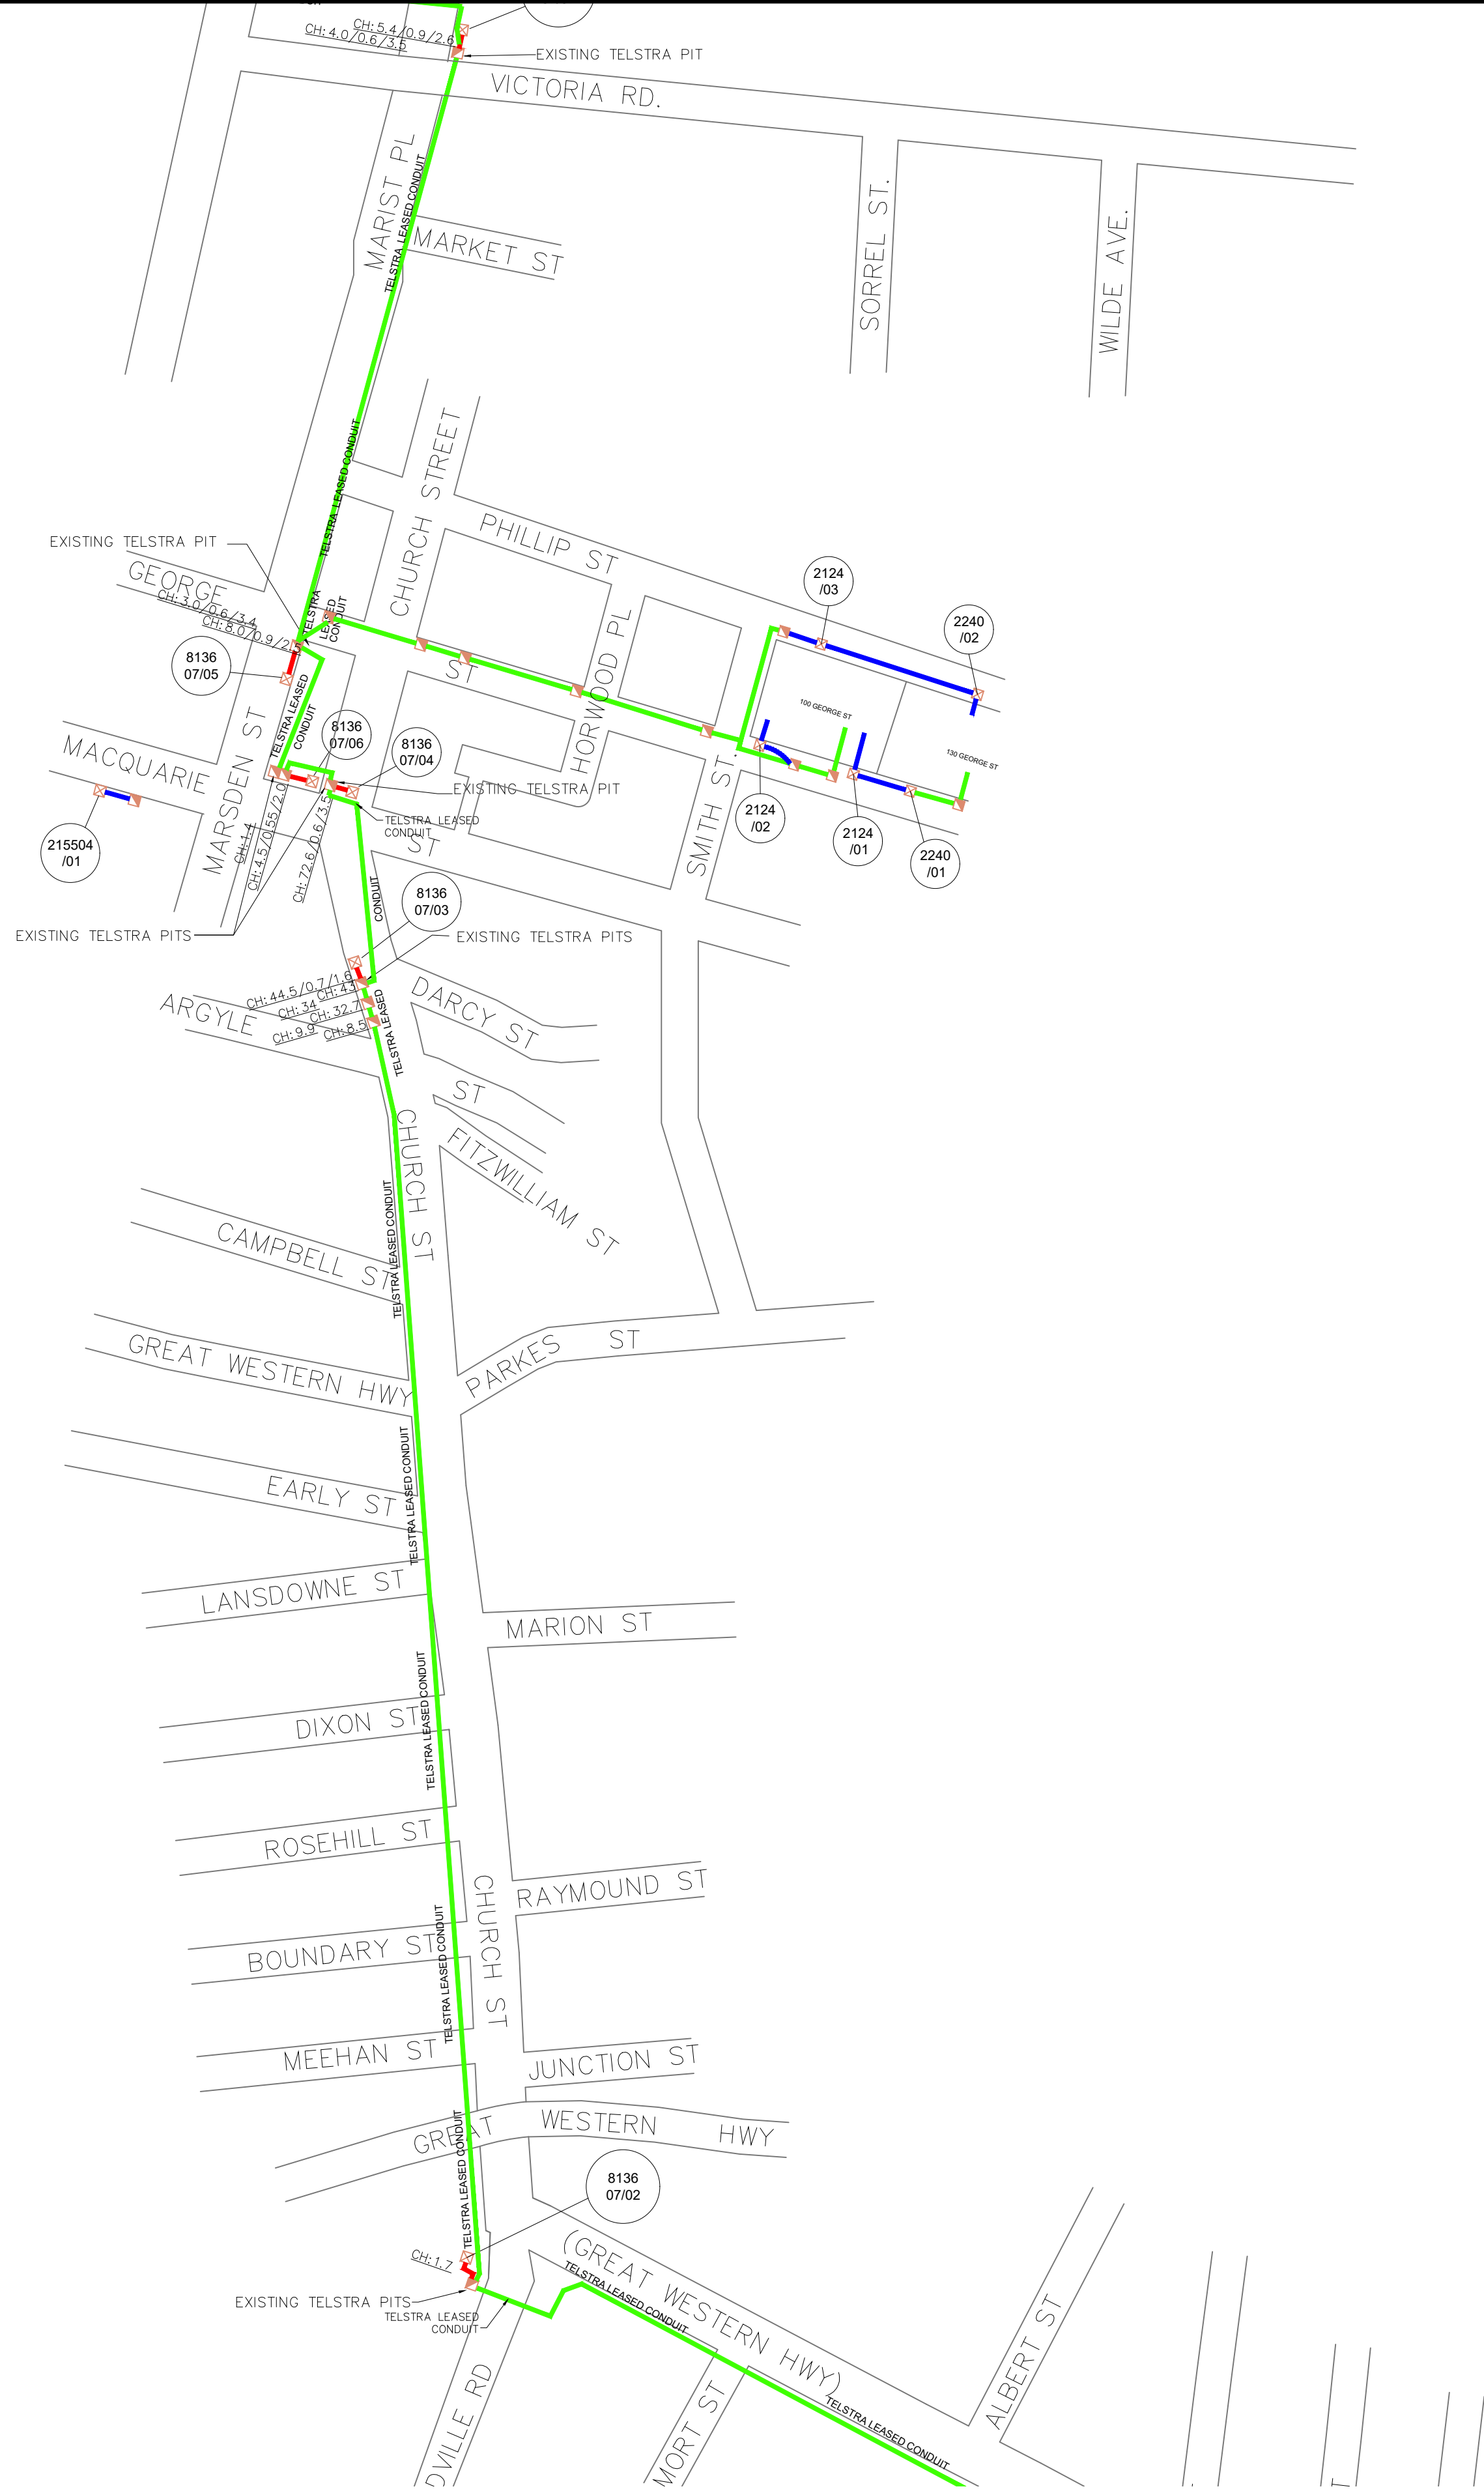 CH: 5.4/0.9/2.6
CH: 4.0/0.6/3.5
EXISTING TELSTRA PIT
VICTORIA RD.
MARIST PL
TELSTRA LEASED CONDUIT
MARKET ST
SORREL ST.
WILDE AVE.
CHURCH STREET
TELSTRA LEASED CONDUIT
PHILLIP ST
EXISTING TELSTRA PIT
GEORGE
CH: 3.0/0.6/3.4
CH: 8.0/0.9/2.5
TELSTRA
LEASED
CONDUIT
2124
/03
2240
/02
8136
07/05
ST
HORWOOD PL
100 GEORGE ST
130 GEORGE ST
TELSTRA LEASED
CONDUIT
8136
07/06
8136
07/04
MACQUARIE
MARSDEN ST
SMITH ST.
EXISTING TELSTRA PIT
TELSTRA LEASED
CONDUIT
ST
2124
/02
2124
/01
2240
/01
215504
/01
CH: 1.4
CH: 4.5/0.55/2.0
CH: 72.6/0.6/3.5
CONDUIT
8136
07/03
EXISTING TELSTRA PITS
EXISTING TELSTRA PITS
CH: 44.5/0.7/1.6
CH: 43
CH: 34
CH: 32.7
CH: 9.9
CH: 8.5
ARGYLE
TELSTRA LEASED
DARCY ST
ST
FITZWILLIAM ST
CHURCH ST
TELSTRA LEASED CONDUIT
CAMPBELL ST
GREAT WESTERN HWY
PARKES ST
EARLY ST
TELSTRA LEASED CONDUIT
LANSDOWNE ST
MARION ST
DIXON ST
TELSTRA LEASED CONDUIT
ROSEHILL ST
RAYMOUND ST
CHURCH ST
BOUNDARY ST
TELSTRA LEASED CONDUIT
MEEHAN ST
JUNCTION ST
GREAT WESTERN HWY
TELSTRA LEASED CONDUIT
8136
07/02
CH: 1.7
EXISTING TELSTRA PITS
TELSTRA LEASED
CONDUIT
(GREAT WESTERN HWY)
TELSTRA LEASED CONDUIT
TELSTRA LEASED CONDUIT
ALBERT ST
DVILLE RD
MORT ST